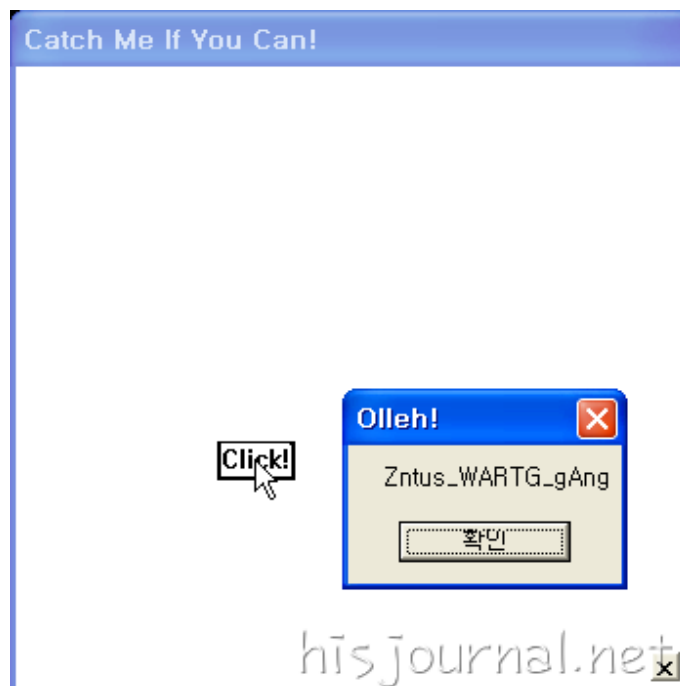 Catch Me If You Can!
Olleh!
Click!
Zntus_WARTG_gAng
확인
hisjournal.net